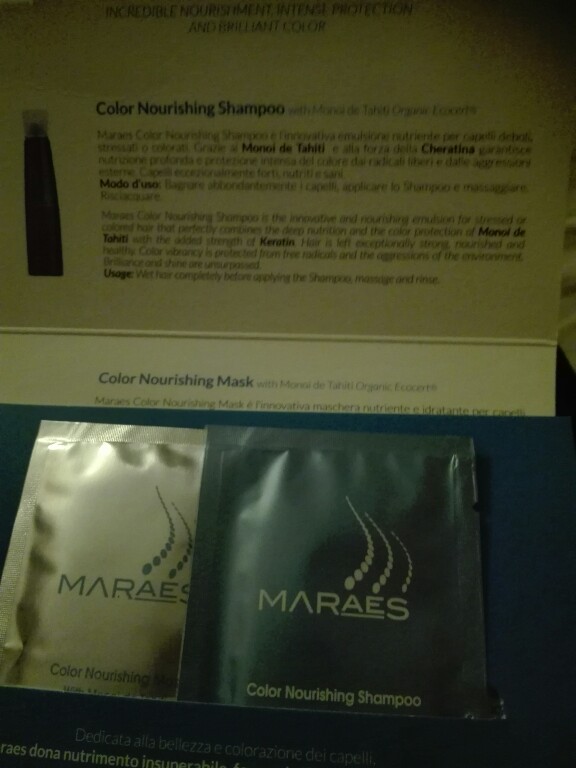 INCREDIBLE NOURISHMENT, INTENSE PROTECTION
AND BRILLIANT COLOR
Color Nourishing Shampoo with Monoi de Tahiti Organic Ecocert®
Maraes Color Nourishing Shampoo è l'innovativa emulsione nutriente per capelli deboli,
stressati o colorati. Grazie al Monoi de Tahiti e alla forza della Cheratina garantisce
nutrizione profonda e protezione intensa del colore dai radicali liberi e dalle aggressioni
esterne. Capelli eccezionalmente forti, nutriti e sani.
Modo d'uso: Bagnare abbondantemente i capelli, applicare lo Shampoo e massaggiare.
Risciacquare.
Maraes Color Nourishing Shampoo is the innovative and nourishing emulsion for stressed or
colored hair that perfectly combines the deep nutrition and the color protection of Monoi de
Tahiti with the added strength of Keratin. Hair is left exceptionally strong, nourished and
healthy. Color vibrancy is protected from free radicals and the aggressions of the environment.
Brilliance and shine are unsurpassed.
Usage: Wet hair completely before applying the Shampoo, massage and rinse.
Color Nourishing Mask with Monoi de Tahiti Organic Ecocert®
Maraes Color Nourishing Mask è l'innovativa maschera nutriente e idratante per capelli
MARAES
Color Nourishing Mas
MARAES
Color Nourishing Shampoo
Dedicata alla bellezza e colorazione dei capelli,
raes dona nutrimento insuperabile,